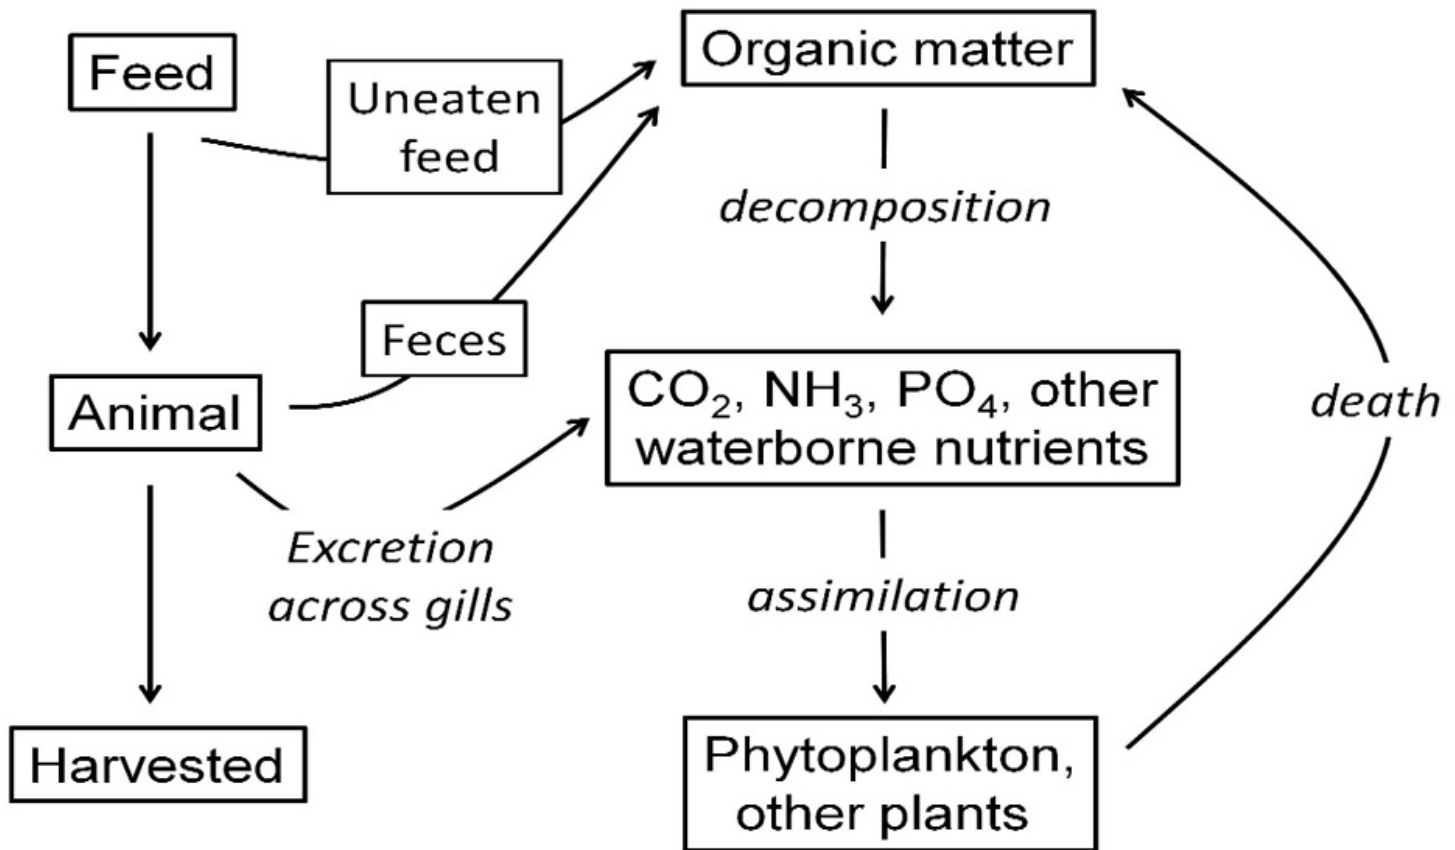 Feed
Uneaten
feed
Organic matter
decomposition
Feces
Animal
CO₂, NH₃, PO₄, other
waterborne nutrients
death
Excretion
across gills
assimilation
Harvested
Phytoplankton,
other plants